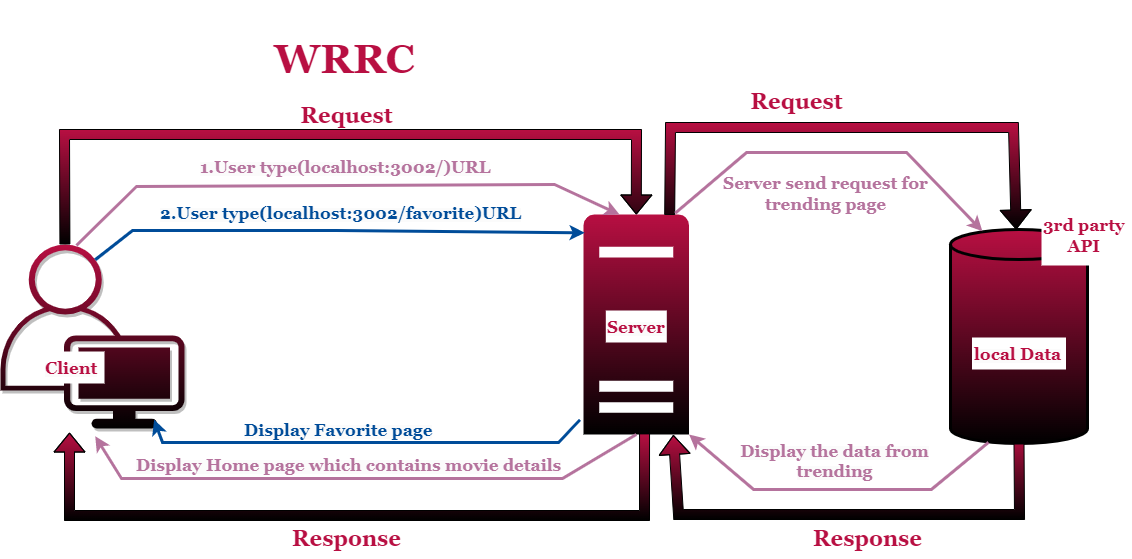 WRRC
Request
Request
1.User type(localhost:3002/)URL
Server send request for
trending page
2.User type(localhost:3002/favorite)URL
3rd party
API
Server
local Data
Client
Display Favorite page
Display the data from
trending
Display Home page which contains movie details
Response
Response